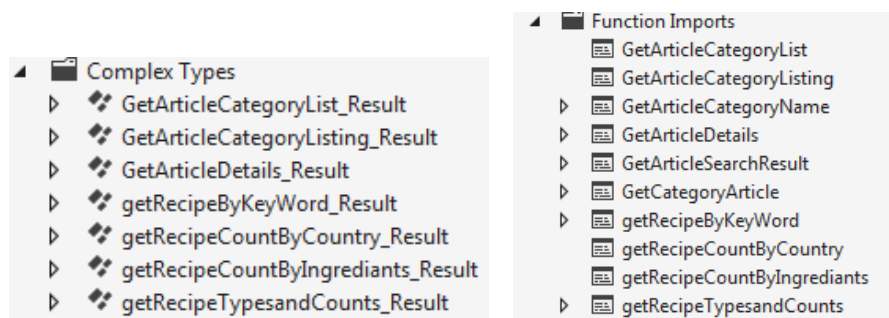 Complex Types
GetArticleCategoryList_Result
GetArticleCategoryListing_Result
GetArticleDetails_Result
getRecipeByKeyWord_Result
getRecipeCountByCountry_Result
getRecipeCountByIngrediants_Result
getRecipeTypesandCounts_Result
Function Imports
GetArticleCategoryList
GetArticleCategoryListing
GetArticleCategoryName
GetArticleDetails
GetArticleSearchResult
GetCategoryArticle
getRecipeByKeyWord
getRecipeCountByCountry
getRecipeCountByIngrediants
getRecipeTypesandCounts